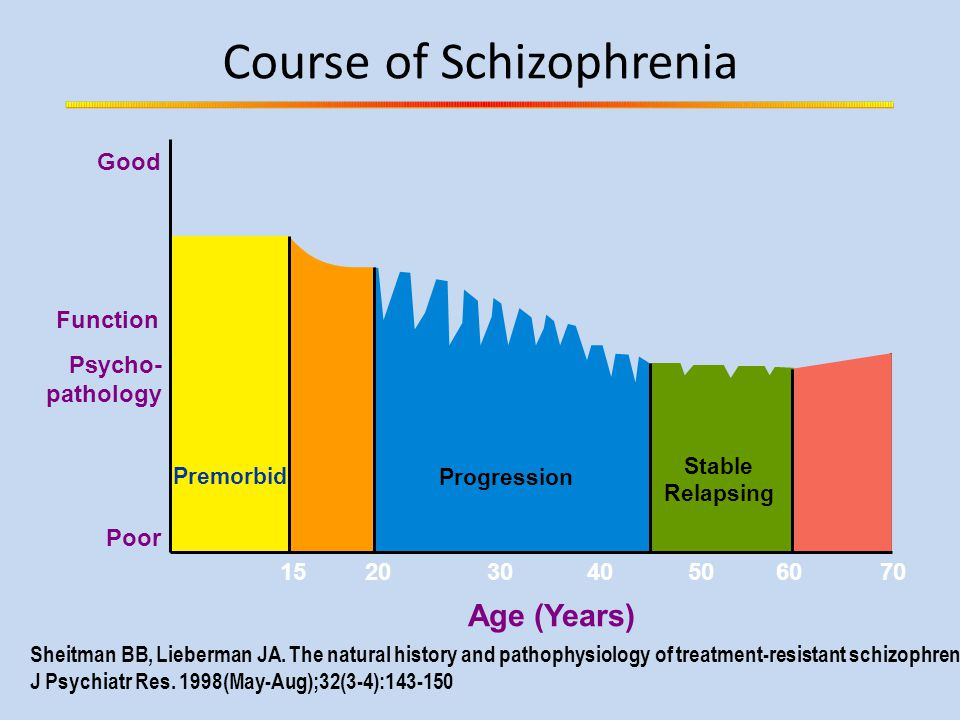 Course of Schizophrenia
Good
Function
Psycho-
pathology
Poor
Premorbid
Progression
Stable
Relapsing
15 20 30 40 50 60 70
Age (Years)
Sheitman BB, Lieberman JA. The natural history and pathophysiology of treatment-resistant schizophren
J Psychiatr Res. 1998(May-Aug);32(3-4):143-150